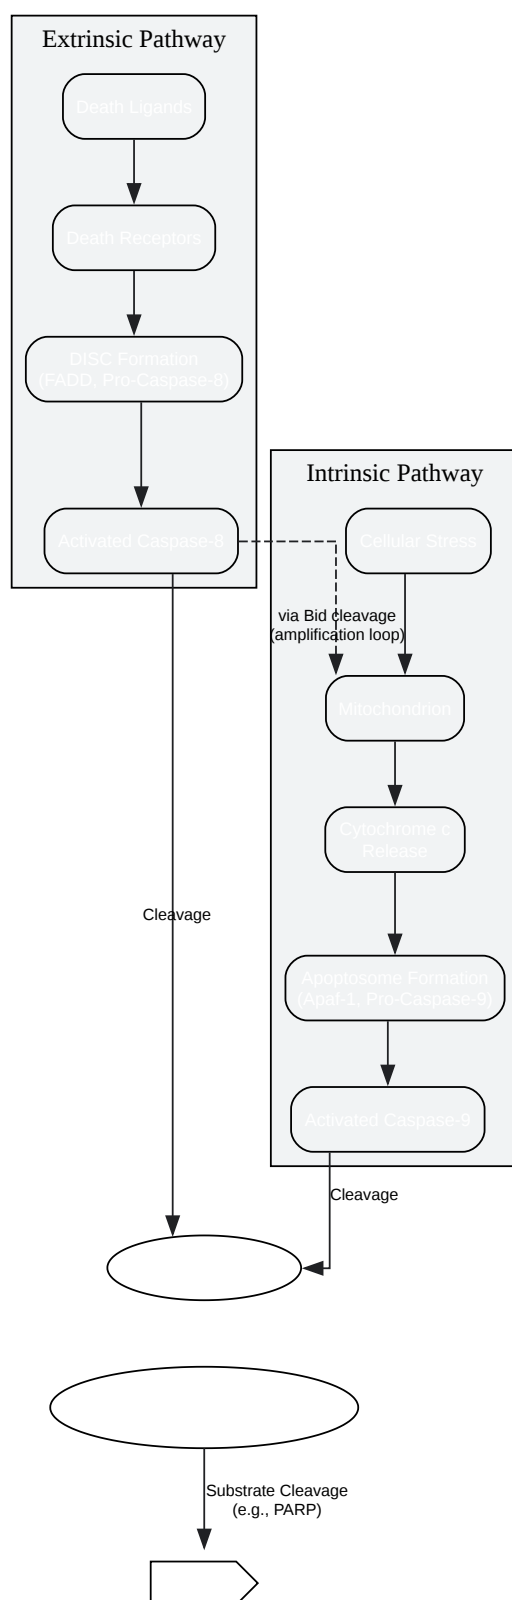 Extrinsic Pathway
Death Ligands
Death Receptors
DISC Formation
(FADD, Pro-Caspase-8)
Activated Caspase-8
Intrinsic Pathway
Cellular Stress
via Bid cleavage
(amplification loop)
Mitochondrion
Cytochrome c
Release
Cleavage
Apoptosome Formation
(Apaf-1, Pro-Caspase-9)
Activated Caspase-9
Cleavage
Substrate Cleavage
(e.g., PARP)